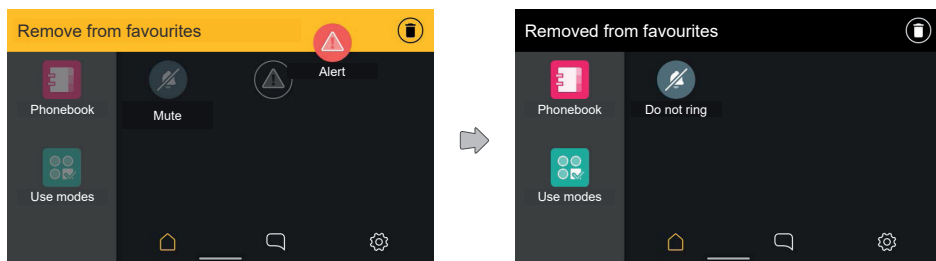 Remove from favourites
Alert
Phonebook
Mute
Use modes
Removed from favourites
Phonebook
Do not ring
Use modes